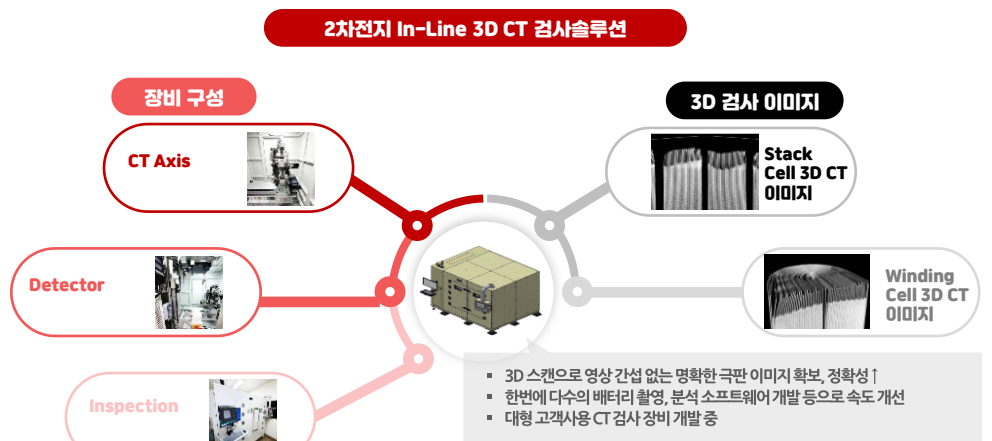 2차전지 In-Line 3D CT 검사솔루션
장비 구성
CT Axis
Detector
Inspection
3D 검사 이미지
Stack
Cell 3D CT
이미지
Winding
Cell 3D CT
이미지
▪ 3D 스캔으로 영상 간섭 없는 명확한 극판 이미지 확보, 정확성↑
▪ 한번에 다수의 배터리 촬영, 분석 소프트웨어 개발 등으로 속도 개선
▪ 대형 고객사용 CT 검사 장비 개발 중